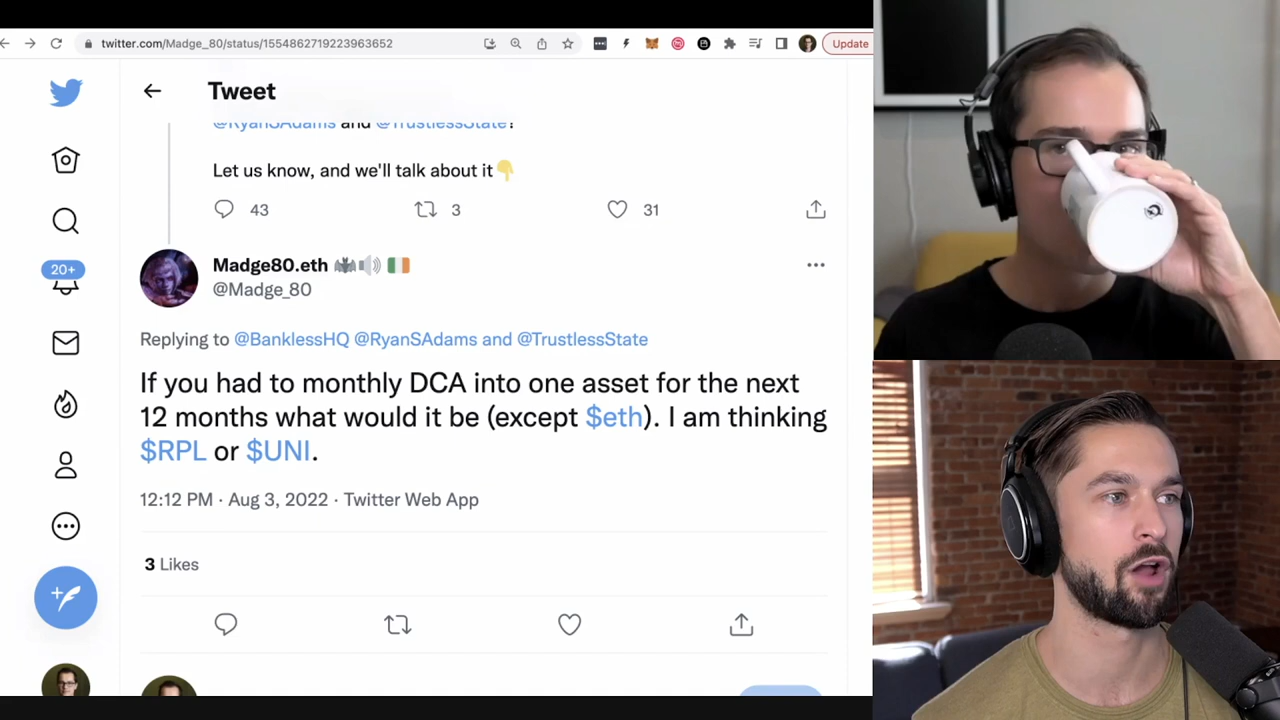 twitter.com/Madge_80/status/1554862719223963652
Update
Tweet
@RyanSAdams and @TrustlessState?
Let us know, and we'll talk about it👇
43 3 31
20+
Madge80.eth 🦇🔊 🇮🇪
@Madge_80
Replying to @BanklessHQ @RyanSAdams and @TrustlessState
If you had to monthly DCA into one asset for the next
12 months what would it be (except $eth). I am thinking
$RPL or $UNI.
12:12 PM · Aug 3, 2022 · Twitter Web App
3 Likes